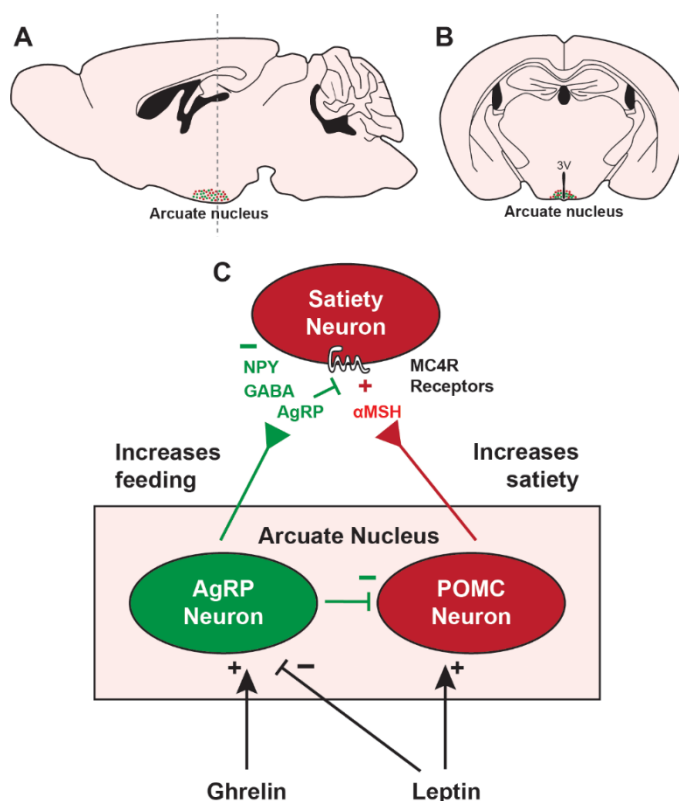 A
B
3V
Arcuate nucleus
Arcuate nucleus
C
Satiety
Neuron
−
NPY
GABA
AgRP
+
αMSH
MC4R
Receptors
Increases
feeding
Increases
satiety
Arcuate Nucleus
AgRP
Neuron
−
POMC
Neuron
+
−
+
Ghrelin
Leptin